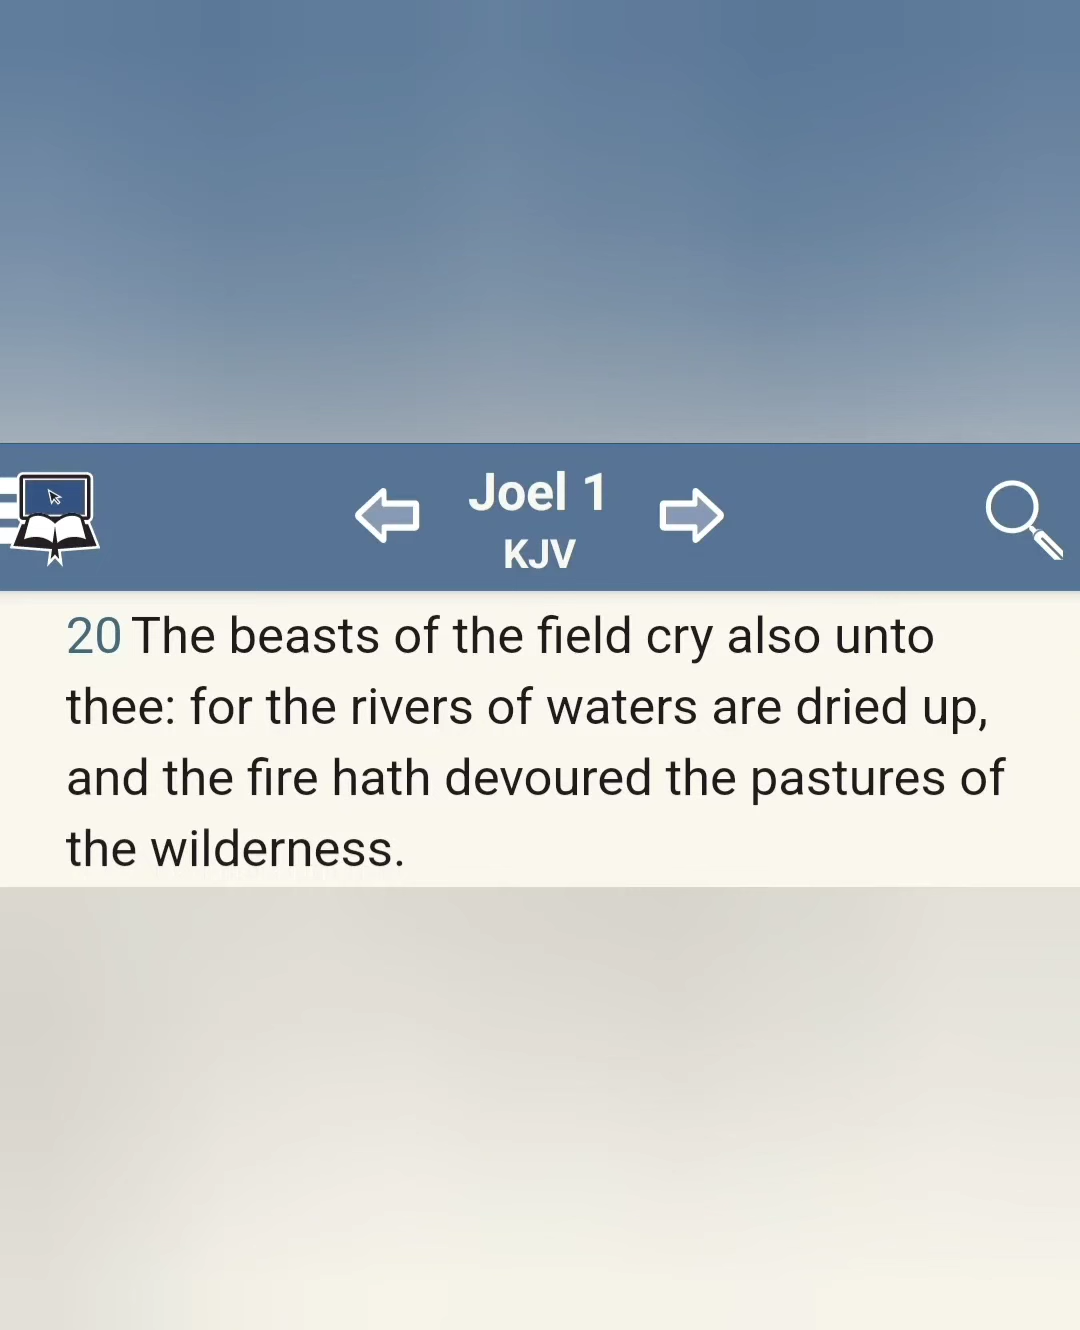 Joel 1
KJV
20 The beasts of the field cry also unto
thee: for the rivers of waters are dried up,
and the fire hath devoured the pastures of
the wilderness.